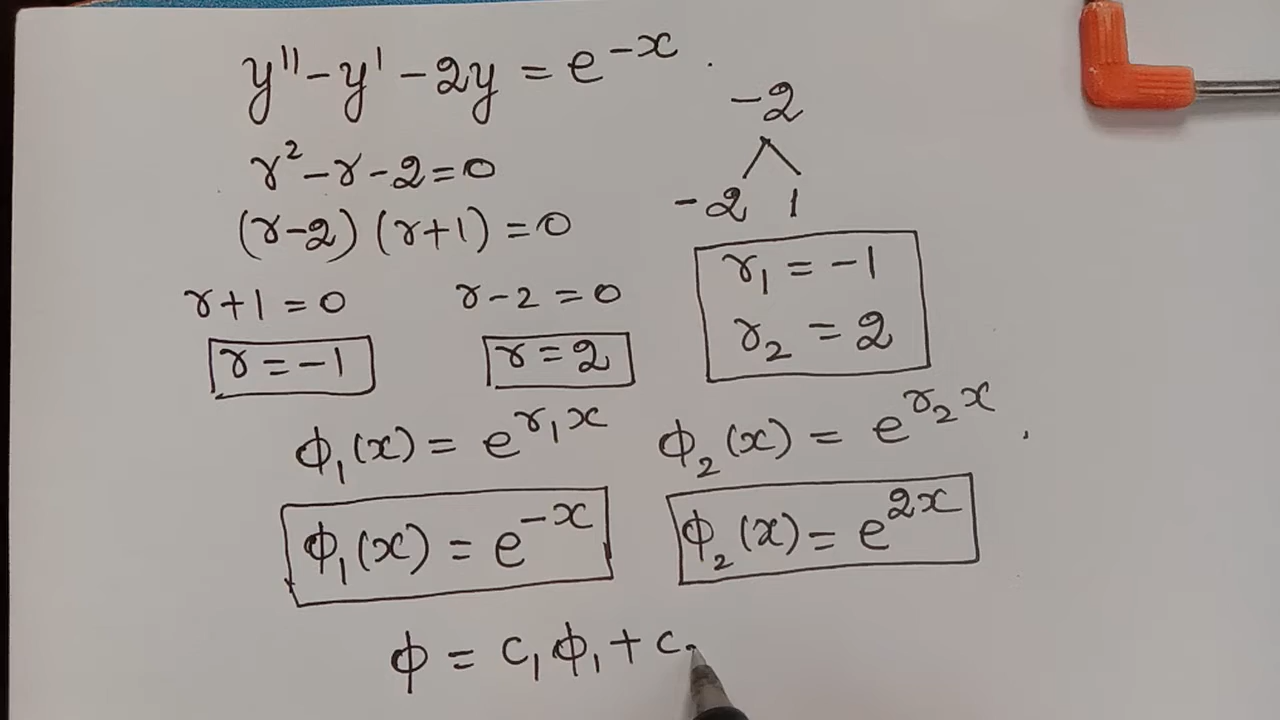 y'' - y' - 2y = e^{-x}.
-2
r² - r - 2 = 0
-2 1
(r-2) (r+1) = 0
r₁ = -1
r+1 = 0 r-2 = 0
r₂ = 2
r = -1 r = 2
ϕ₁(x) = e^{r₁x} ϕ₂(x) = e^{r₂x}.
ϕ₁(x) = e^{-x} ϕ₂(x) = e^{2x}
ϕ = c₁ϕ₁ + c